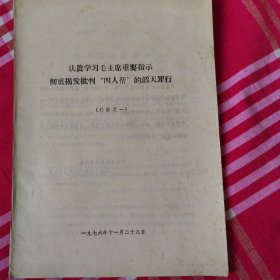 认真学习毛主席重要指示
彻底揭发批判“四人帮”的滔天罪行
(材料之一)
一九七六年十一月二十八日